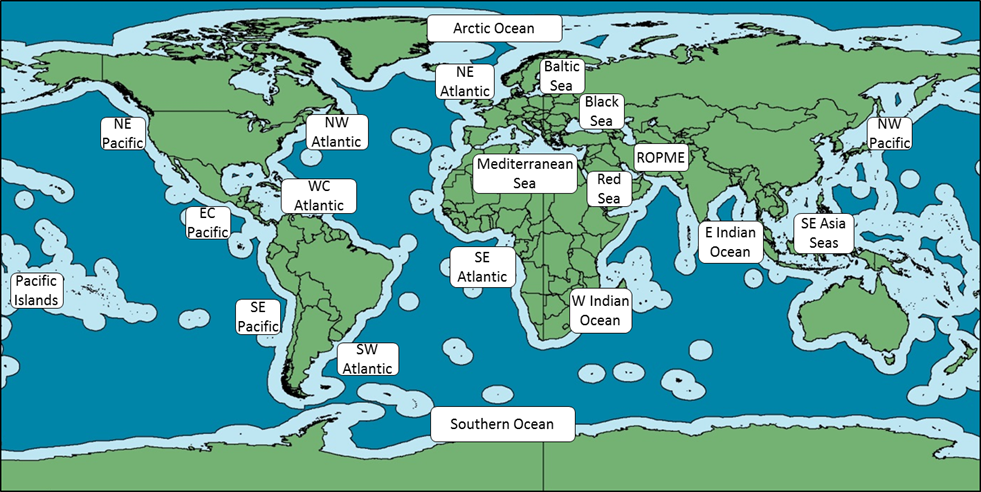 Arctic Ocean
NE
Atlantic
Baltic
Sea
Black
Sea
NE
Pacific
NW
Atlantic
NW
Pacific
Mediterranean
Sea
ROPME
Red
Sea
WC
Atlantic
EC
Pacific
E Indian
Ocean
SE Asia
Seas
SE
Atlantic
Pacific
Islands
W Indian
Ocean
SE
Pacific
SW
Atlantic
Southern Ocean